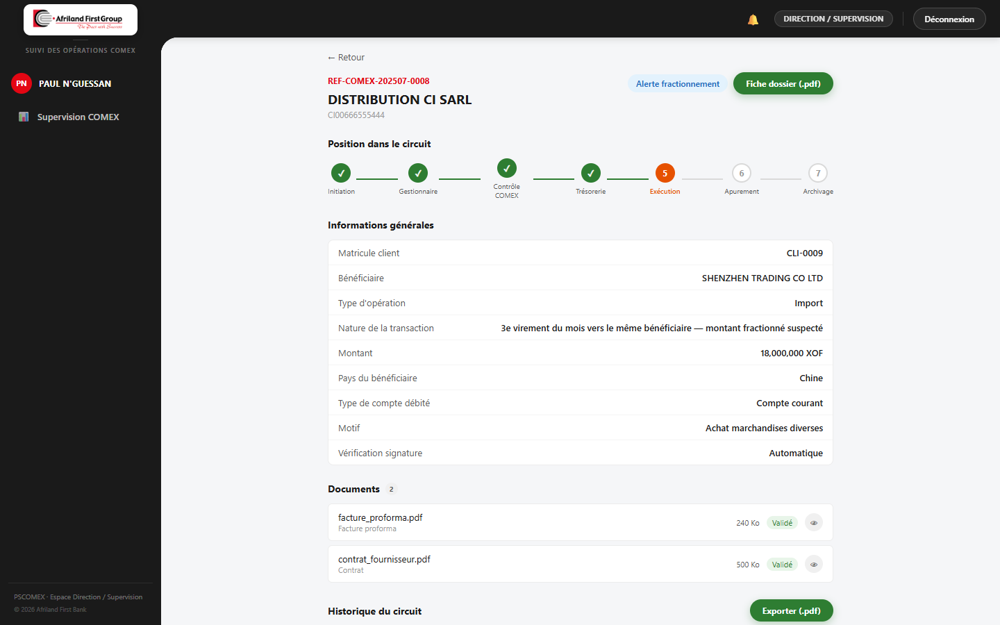 Afriland First Group
The Pact with Success
SUIVI DES OPÉRATIONS COMEX
PN
PAUL N'GUESSAN
Supervision COMEX
DIRECTION / SUPERVISION
Déconnexion
← Retour
REF-COMEX-202507-0008
DISTRIBUTION CI SARL
CI00666555444
Alerte fractionnement
Fiche dossier (.pdf)
Position dans le circuit
✓ Initiation
✓ Gestionnaire
✓ Contrôle COMEX
✓ Trésorerie
5 Exécution
6 Apurement
7 Archivage
Informations générales
Matricule client CLI-0009
Bénéficiaire SHENZHEN TRADING CO LTD
Type d'opération Import
Nature de la transaction 3e virement du mois vers le même bénéficiaire — montant fractionné suspecté
Montant 18,000,000 XOF
Pays du bénéficiaire Chine
Type de compte débité Compte courant
Motif Achat marchandises diverses
Vérification signature Automatique
Documents 2
facture_proforma.pdf
Facture proforma
240 Ko Validé
contrat_fournisseur.pdf
Contrat
500 Ko Validé
Historique du circuit
Exporter (.pdf)
PSCOMEX · Espace Direction / Supervision
© 2026 Afriland First Bank